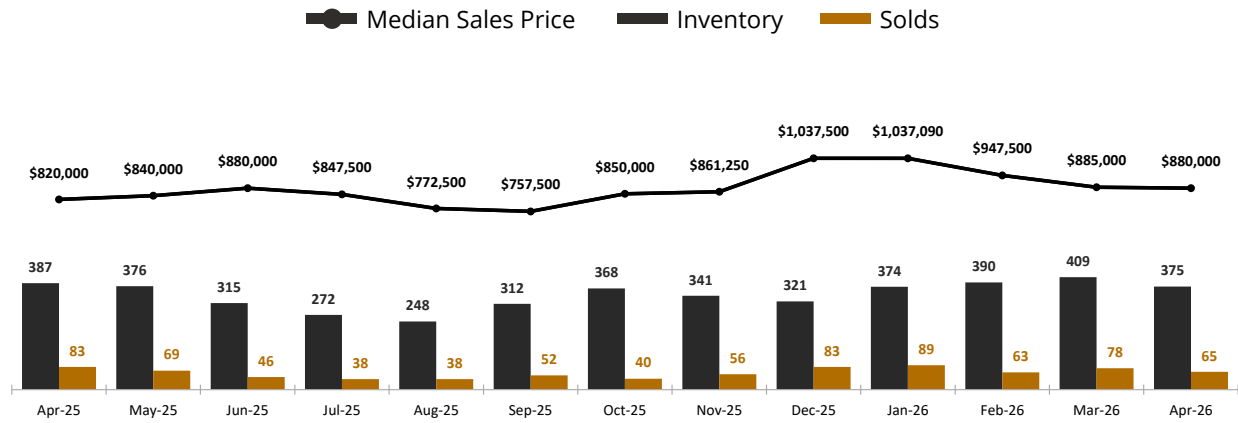 Median Sales Price Inventory Solds
$820,000 $840,000 $880,000 $847,500 $772,500 $757,500 $850,000 $861,250 $1,037,500 $1,037,090 $947,500 $885,000 $880,000
387 376 315 272 248 312 368 341 321 374 390 409 375
83 69 46 38 38 52 40 56 83 89 63 78 65
Apr-25 May-25 Jun-25 Jul-25 Aug-25 Sep-25 Oct-25 Nov-25 Dec-25 Jan-26 Feb-26 Mar-26 Apr-26